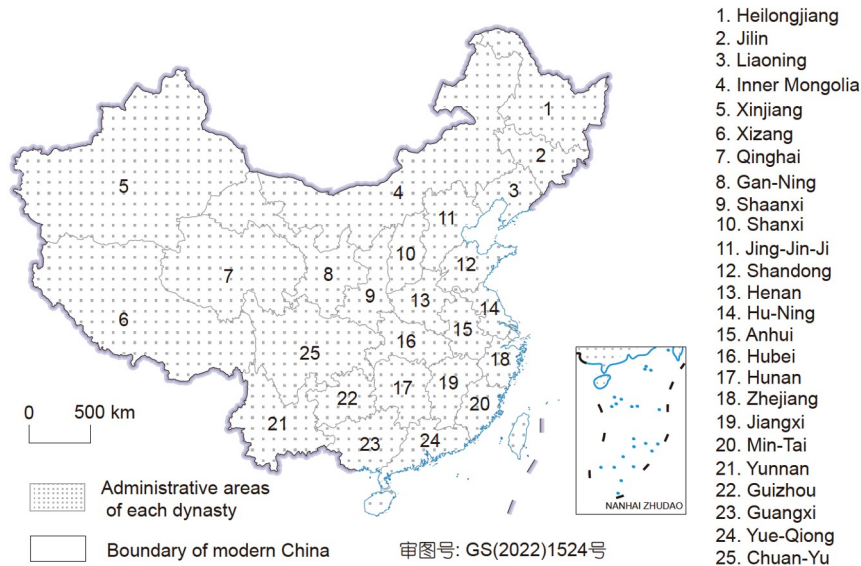 1. Heilongjiang
2. Jilin
3. Liaoning
4. Inner Mongolia
5. Xinjiang
6. Xizang
7. Qinghai
8. Gan-Ning
9. Shaanxi
10. Shanxi
11. Jing-Jin-Ji
12. Shandong
13. Henan
14. Hu-Ning
15. Anhui
16. Hubei
17. Hunan
18. Zhejiang
19. Jiangxi
20. Min-Tai
21. Yunnan
22. Guizhou
23. Guangxi
24. Yue-Qiong
25. Chuan-Yu
1
2
3
4
5
11
10
12
7
8
9
13
14
6
15
16
25
18
19
17
22
20
21
23
24
0 500 km
Administrative areas
of each dynasty
Boundary of modern China
审图号: GS(2022)1524号
NANHAI ZHUDAO